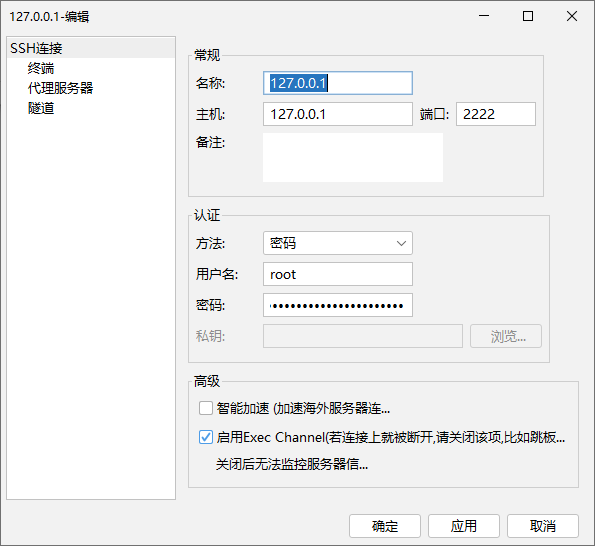 127.0.0.1-编辑
SSH连接
终端
代理服务器
隧道
常规
名称: 127.0.0.1
主机: 127.0.0.1 端口: 2222
备注:
认证
方法: 密码
用户名: root
密码: ••••••••••••••••••••••
私钥: 浏览...
高级
智能加速 (加速海外服务器连...
启用Exec Channel(若连接上就被断开,请关闭该项,比如跳板...
关闭后无法监控服务器信...
确定 应用 取消